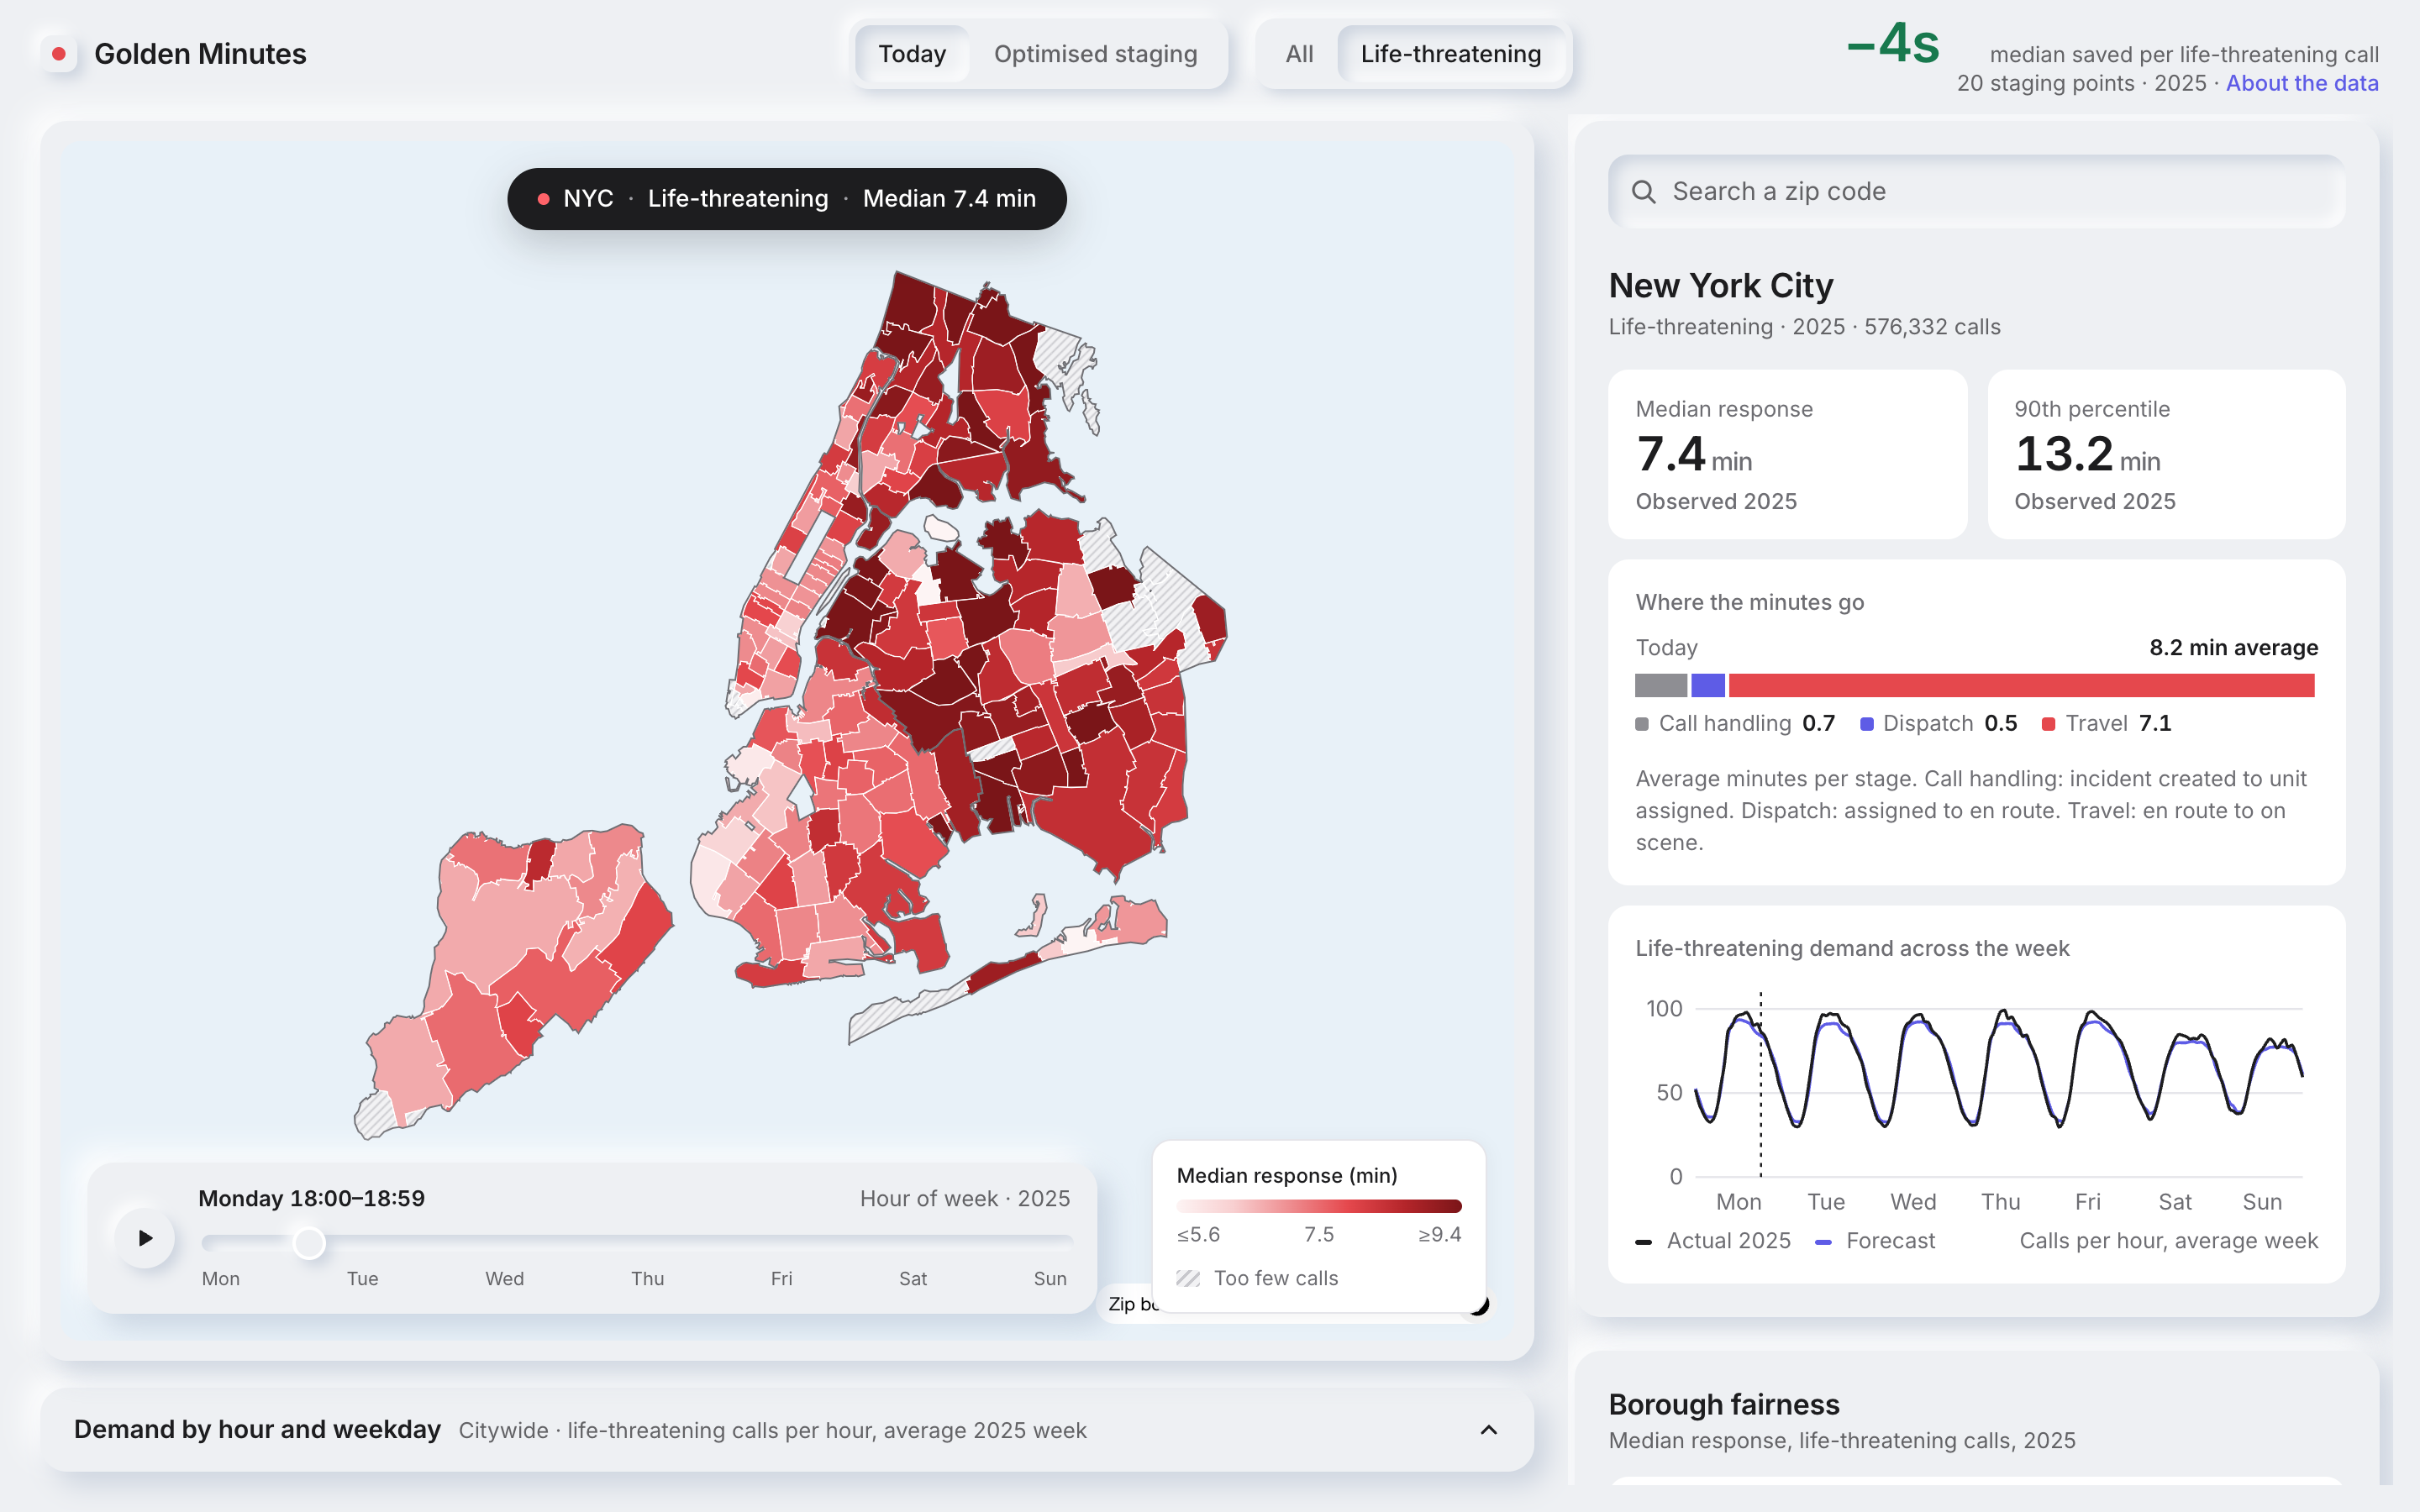 Golden Minutes
Today
Optimised staging
All
Life-threatening
−4s
median saved per life-threatening call
20 staging points · 2025 · About the data
NYC · Life-threatening · Median 7.4 min
Monday 18:00–18:59
Hour of week · 2025
Mon Tue Wed Thu Fri Sat Sun
Median response (min)
≤5.6 7.5 ≥9.4
Too few calls
Zip
Demand by hour and weekday
Citywide · life-threatening calls per hour, average 2025 week
Search a zip code
New York City
Life-threatening · 2025 · 576,332 calls
Median response
7.4 min
Observed 2025
90th percentile
13.2 min
Observed 2025
Where the minutes go
Today 8.2 min average
Call handling 0.7 Dispatch 0.5 Travel 7.1
Average minutes per stage. Call handling: incident created to unit
assigned. Dispatch: assigned to en route. Travel: en route to on
scene.
Life-threatening demand across the week
100
50
0
Mon Tue Wed Thu Fri Sat Sun
Actual 2025 Forecast Calls per hour, average week
Borough fairness
Median response, life-threatening calls, 2025